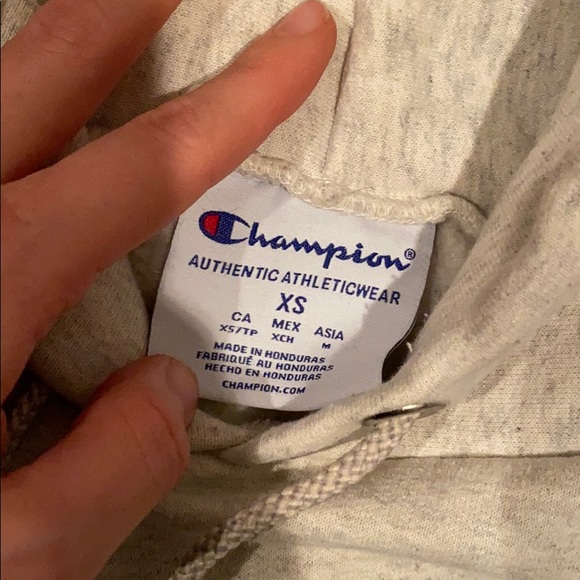 Champion®
AUTHENTIC ATHLETICWEAR
XS
CA MEX ASIA
XS/TP XCH M
MADE IN HONDURAS
FABRIQUÉ AU HONDURAS
HECHO EN HONDURAS
CHAMPION.COM